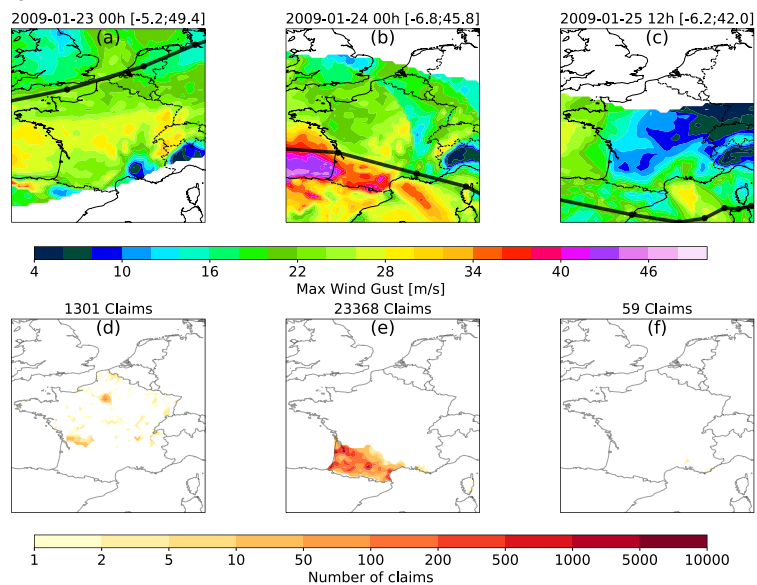 2009-01-23 00h [-5.2;49.4]
2009-01-24 00h [-6.8;45.8]
2009-01-25 12h [-6.2;42.0]
(a)
(b)
(c)
4 10 16 22 28 34 40 46
Max Wind Gust [m/s]
1301 Claims
23368 Claims
59 Claims
(d)
(e)
(f)
1 2 5 10 50 100 200 500 1000 5000 10000
Number of claims